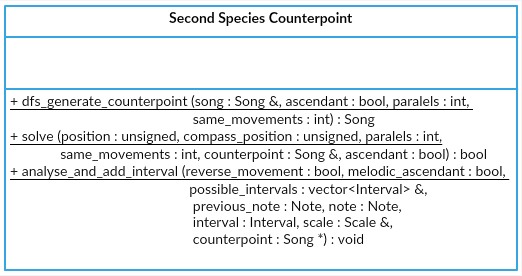 Second Species Counterpoint
+ dfs_generate_counterpoint (song : Song &, ascendant : bool, paralels : int,
same_movements : int) : Song
+ solve (position : unsigned, compass_position : unsigned, paralels : int,
same_movements : int, counterpoint : Song &, ascendant : bool) : bool
+ analyse_and_add_interval (reverse_movement : bool, melodic_ascendant : bool,
possible_intervals : vector<Interval> &,
previous_note : Note, note : Note,
interval : Interval, scale : Scale &,
counterpoint : Song *) : void